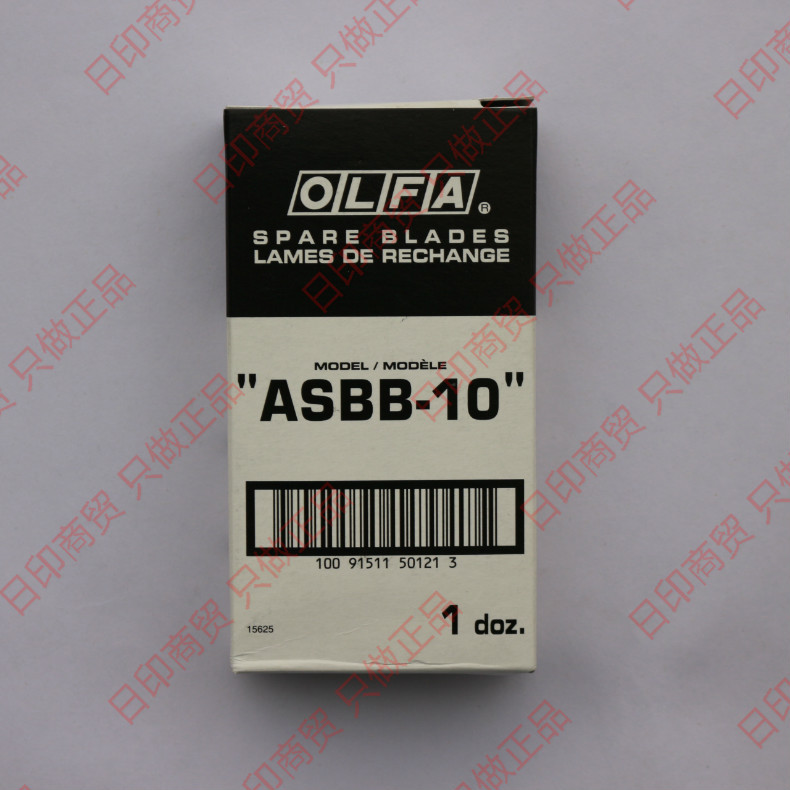 OLFA®
SPARE BLADES
LAMES DE RECHANGE
MODEL / MODÈLE
"ASBB-10"
100 91511 50121 3
15625
1 doz.
日印商贸 只做正品